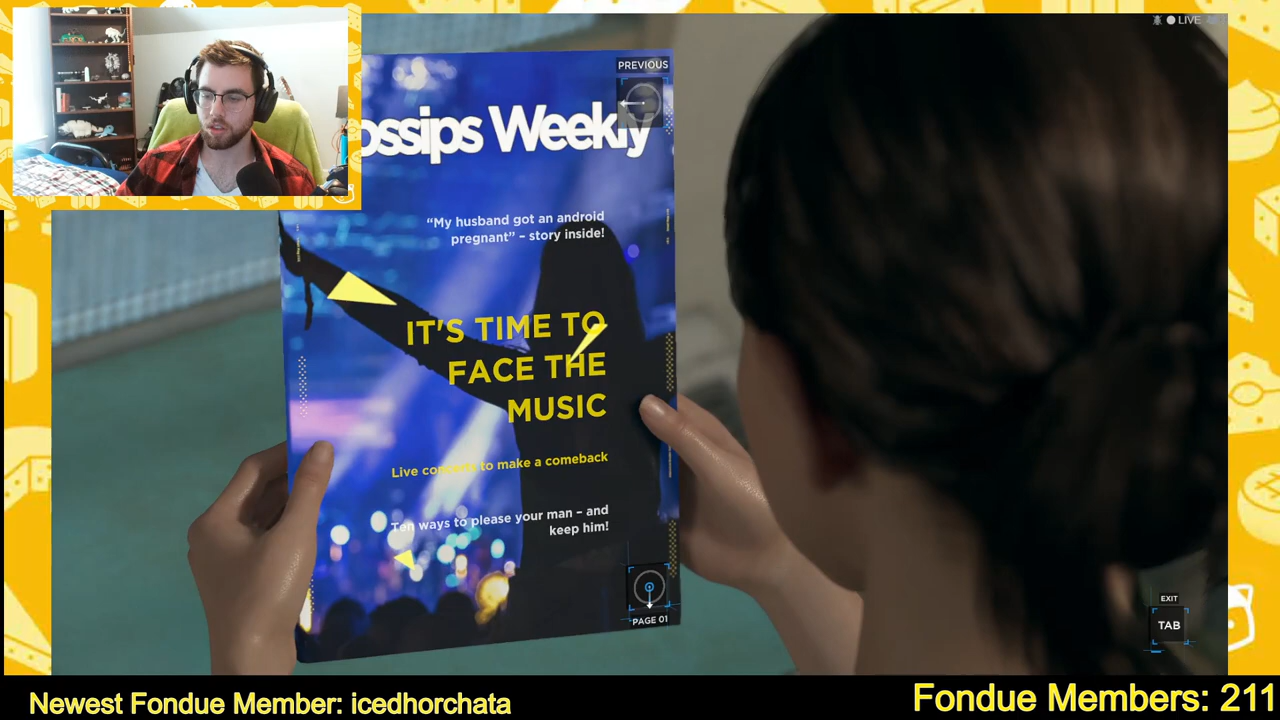 LIVE
PREVIOUS
ossips Weekly
“My husband got an android
pregnant” – story inside!
IT'S TIME TO
FACE THE
MUSIC
Live concerts to make a comeback
Ten ways to please your man – and
keep him!
PAGE 01
EXIT
TAB
Newest Fondue Member: icedhorchata
Fondue Members: 211